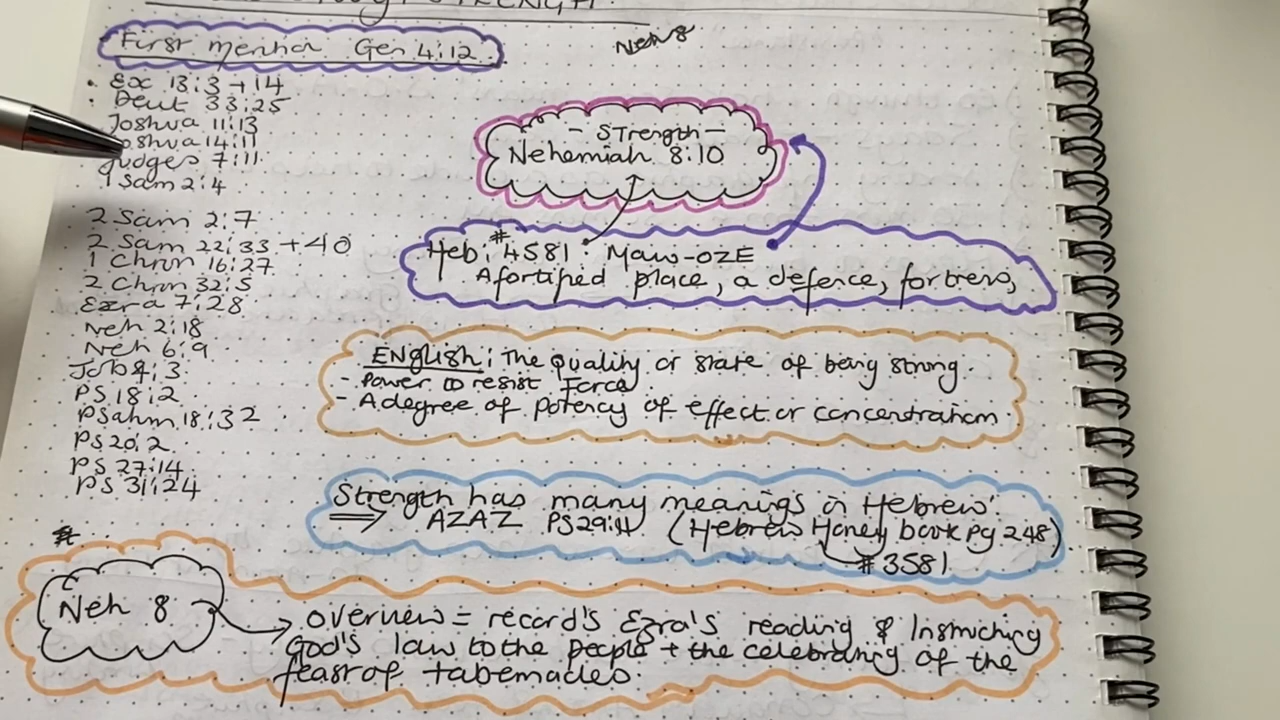 STRENGTH.
First mention Gen 4:12
Neh 8
• Ex 13:3 + 14
• Deut 33:25
Joshua 11:13
Joshua 14:11
Judges 7:11
1 Sam 2:4
2 Sam 2:7
2 Sam 22:33 + 40
1 Chron 16:27
2 Chron 32:5
Ezra 7:28
Neh 2:18
Neh 6:9
Job 4:3
PS 18:2
PSahm 18:32
PS 20:2
PS 27:14
PS 31:24
- STrength -
Nehemiah 8:10
Heb: #4581 · Maw-OZE
A fortified place, a defence, fortress,
ENglish: The quality or state of being strong.
- Power to resist Force
- A degree of potency of effect or concentration
Strength has many meanings in Hebrew:
⇒ AZAZ PS 29:11 (Hebrew Honey book pg 248)
#3581
Neh 8
Overview = record's Ezra's reading & Instructing
God's law to the people + the celebrating of the
feast of tabernacles.